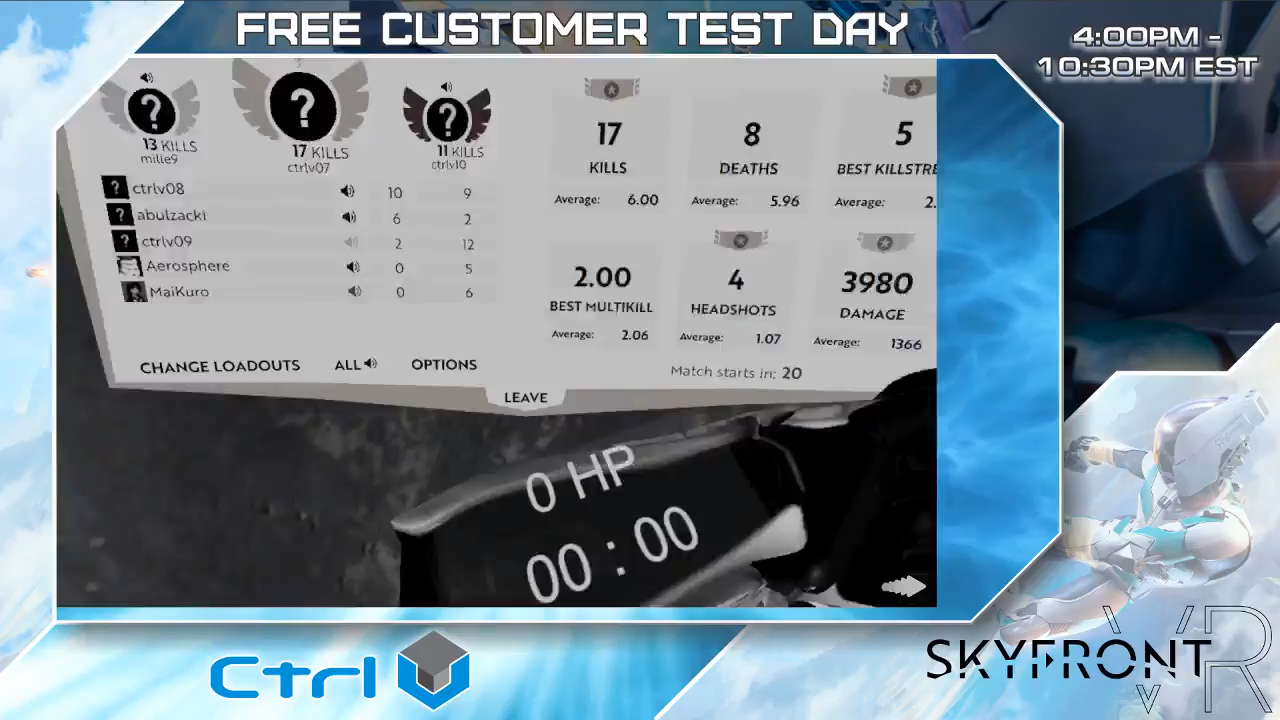 FREE CUSTOMER TEST DAY
4:00PM -
10:30PM EST
?
13 KILLS
mille9
?
17 KILLS
ctrlv07
?
11 KILLS
ctrlv10
? ctrlv08 10 9
? abulzacki 6 2
? ctrlv09 2 12
Aerosphere 0 5
MaiKuro 0 6
CHANGE LOADOUTS ALL OPTIONS
LEAVE
17
KILLS
Average: 6.00
8
DEATHS
Average: 5.96
5
BEST KILLSTRE
Average: 2.
2.00
BEST MULTIKILL
Average: 2.06
4
HEADSHOTS
Average: 1.07
3980
DAMAGE
Average: 1366
Match starts in: 20
0 HP
00 : 00
Ctrl V
SKYFRONT VR